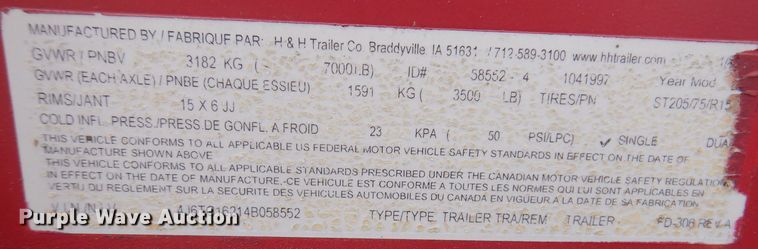 MANUFACTURED BY / FABRIQUE PAR: H & H Trailer Co. Braddyville, IA 51631 / 712-589-3100 www.hhtrailer.com
GVWR / PNBV 3182 KG ( 7000 LB) ID# 58552 - 4 1041997 Year Mod
GVWR (EACH AXLE) / PNBE (CHAQUE ESSIEU) 1591 KG ( 3500 LB) TIRES/PN ST205/75/R15
RIMS/JANT 15 X 6 JJ
COLD INFL. PRESS/PRESS DE GONFL. A FROID 23 KPA ( 50 PSI/LPC) ✓ SINGLE DUAL
THIS VEHICLE CONFORMS TO ALL APPLICABLE US FEDERAL MOTOR VEHICLE SAFETY STANDARDS IN EFFECT ON THE DATE OF
MANUFACTURE SHOWN ABOVE
THIS VEHICLE CONFORMS TO ALL APPLICABLE STANDARDS PRESCRIBED UNDER THE CANADIAN MOTOR VEHICLE SAFETY REGULATION
IN EFFECT ON THE DATE OF MANUFACTURE.-CE VEHICULE EST CONFORME A TOUTES LES NORMES QUI LUI SONT APPLICABLES EN
VERTU DU REGLEMENT SUR LA SECURITE DES VEHICULES AUTOMOBILES DU CANADA EN VIGUEUR A LA DATE DE SA FABRICATION
V.I.N./N.I.V. 4J6TO16214B058552 TYPE/TYPE TRAILER TRA/REM TRAILER PD-306 REV A
Purple Wave Auction